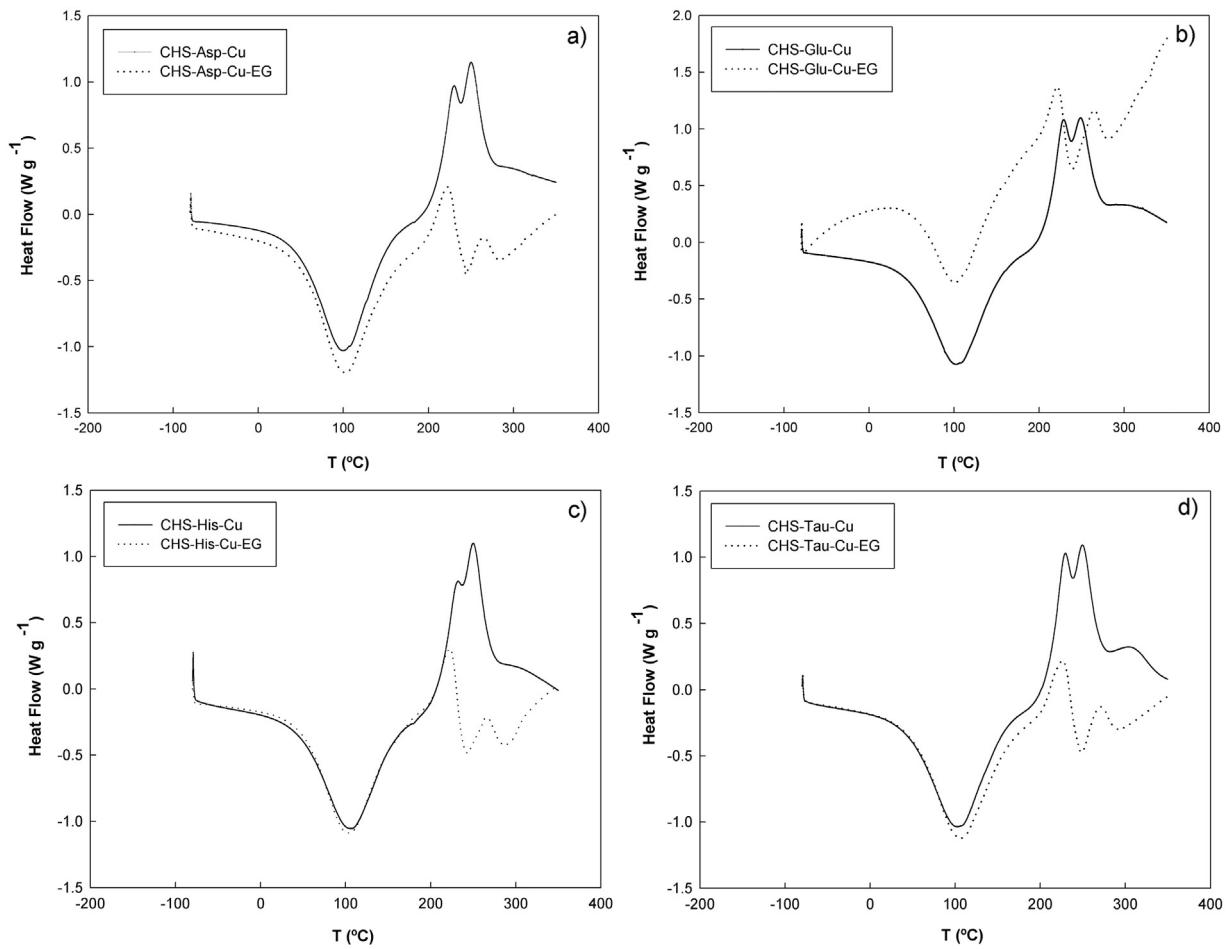 a)
CHS-Asp-Cu
CHS-Asp-Cu-EG
Heat Flow (W g -1)
1.5
1.0
0.5
0.0
-0.5
-1.0
-1.5
-200 -100 0 100 200 300 400
T (ºC)
b)
CHS-Glu-Cu
CHS-Glu-Cu-EG
Heat Flow (W g -1)
2.0
1.5
1.0
0.5
0.0
-0.5
-1.0
-1.5
-200 -100 0 100 200 300 400
T (ºC)
c)
CHS-His-Cu
CHS-His-Cu-EG
Heat Flow (W g -1)
1.5
1.0
0.5
0.0
-0.5
-1.0
-1.5
-200 -100 0 100 200 300 400
T (ºC)
d)
CHS-Tau-Cu
CHS-Tau-Cu-EG
Heat Flow (W g -1)
1.5
1.0
0.5
0.0
-0.5
-1.0
-1.5
-200 -100 0 100 200 300 400
T (ºC)